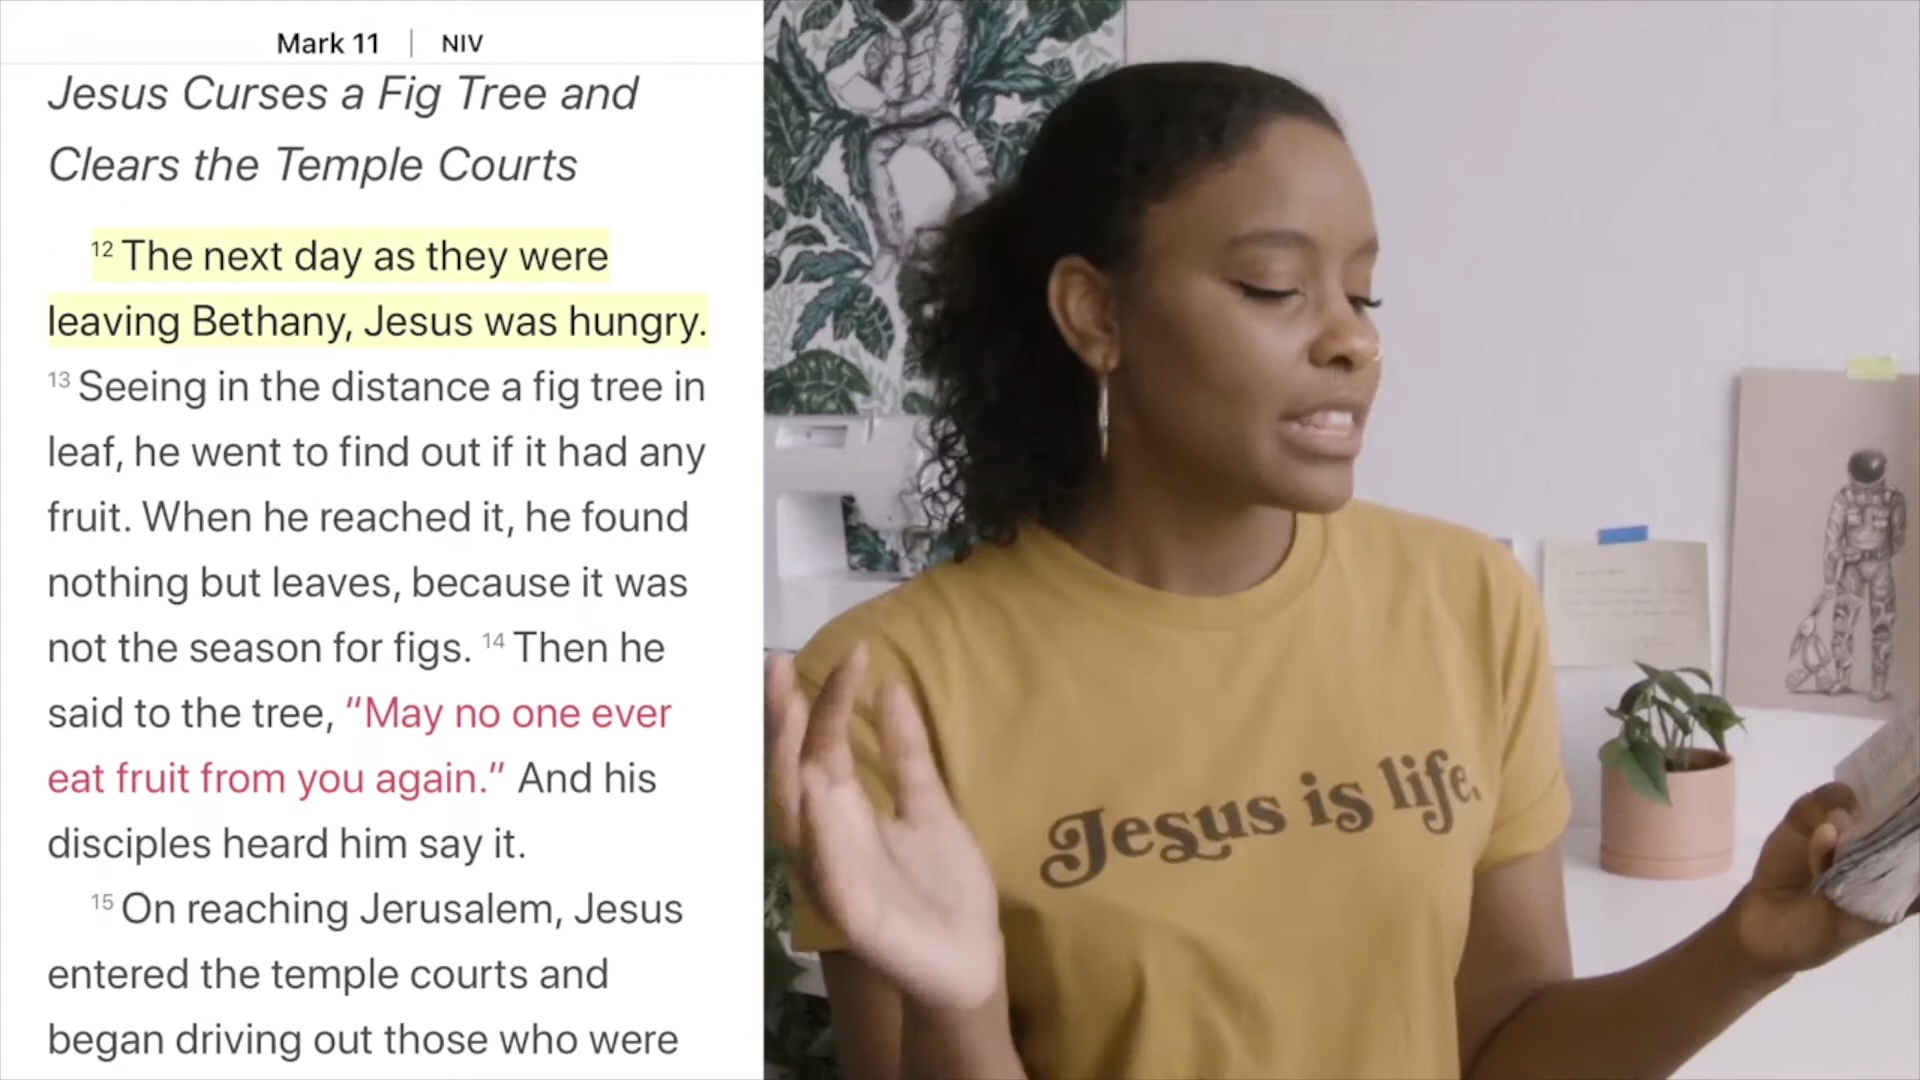 Mark 11 | NIV
Jesus Curses a Fig Tree and
Clears the Temple Courts
12 The next day as they were
leaving Bethany, Jesus was hungry.
13 Seeing in the distance a fig tree in
leaf, he went to find out if it had any
fruit. When he reached it, he found
nothing but leaves, because it was
not the season for figs. 14 Then he
said to the tree, “May no one ever
eat fruit from you again.” And his
disciples heard him say it.
15 On reaching Jerusalem, Jesus
entered the temple courts and
began driving out those who were
Jesus is life.